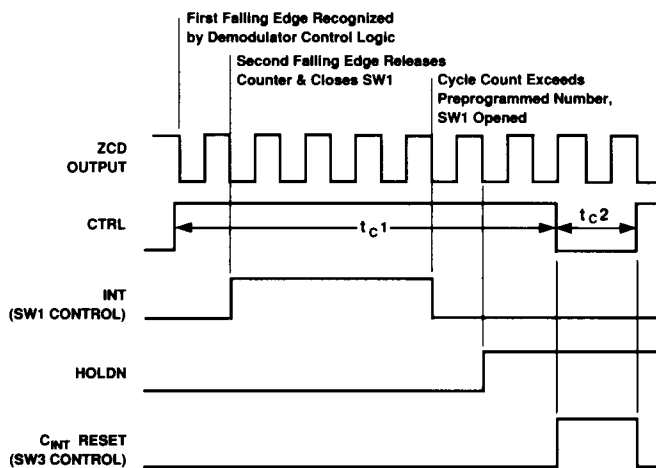 First Falling Edge Recognized
by Demodulator Control Logic
Second Falling Edge Releases
Counter & Closes SW1
Cycle Count Exceeds
Preprogrammed Number,
SW1 Opened
ZCD
OUTPUT
CTRL
tC1
tC2
INT
(SW1 CONTROL)
HOLDN
CINT RESET
(SW3 CONTROL)